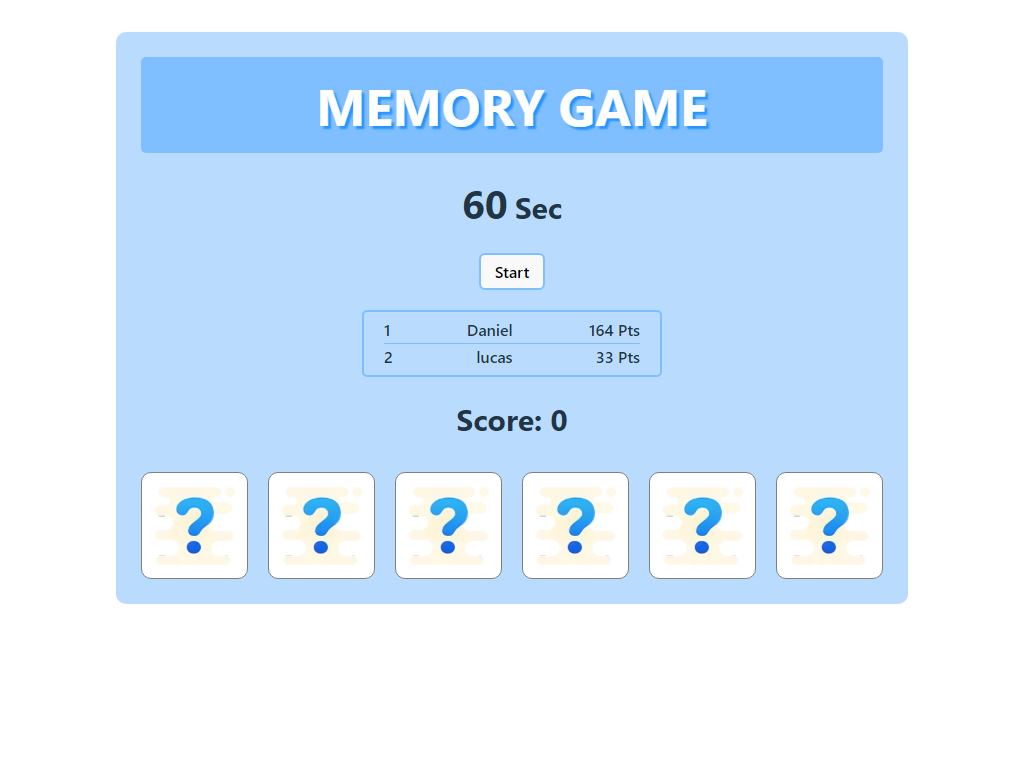 MEMORY GAME
60 Sec
Start
1 Daniel 164 Pts
2 lucas 33 Pts
Score: 0
? ? ? ? ? ?